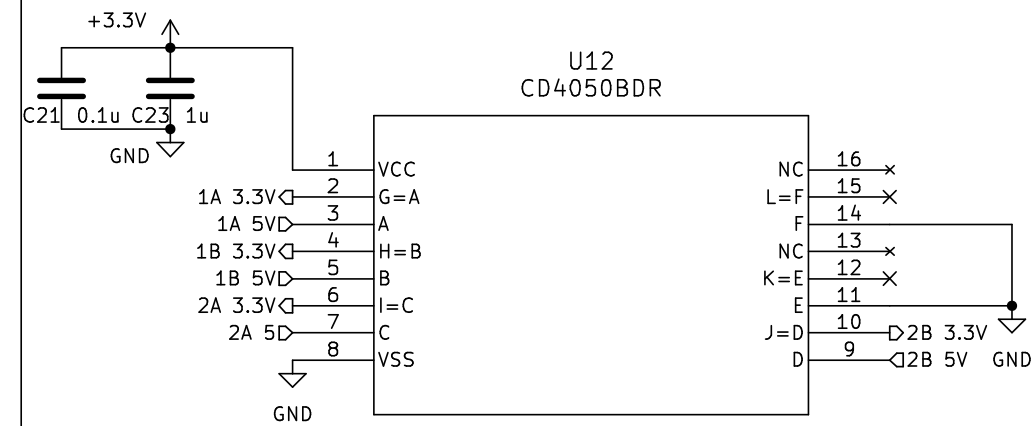 +3.3V
C21 0.1u C23 1u
GND
U12
CD4050BDR
1 VCC
1A 3.3V 2 G=A
1A 5V 3 A
1B 3.3V 4 H=B
1B 5V 5 B
2A 3.3V 6 I=C
2A 5 7 C
8 VSS
GND
NC 16
L=F 15
F 14
NC 13
K=E 12
E 11
J=D 10 2B 3.3V
D 9 2B 5V
GND